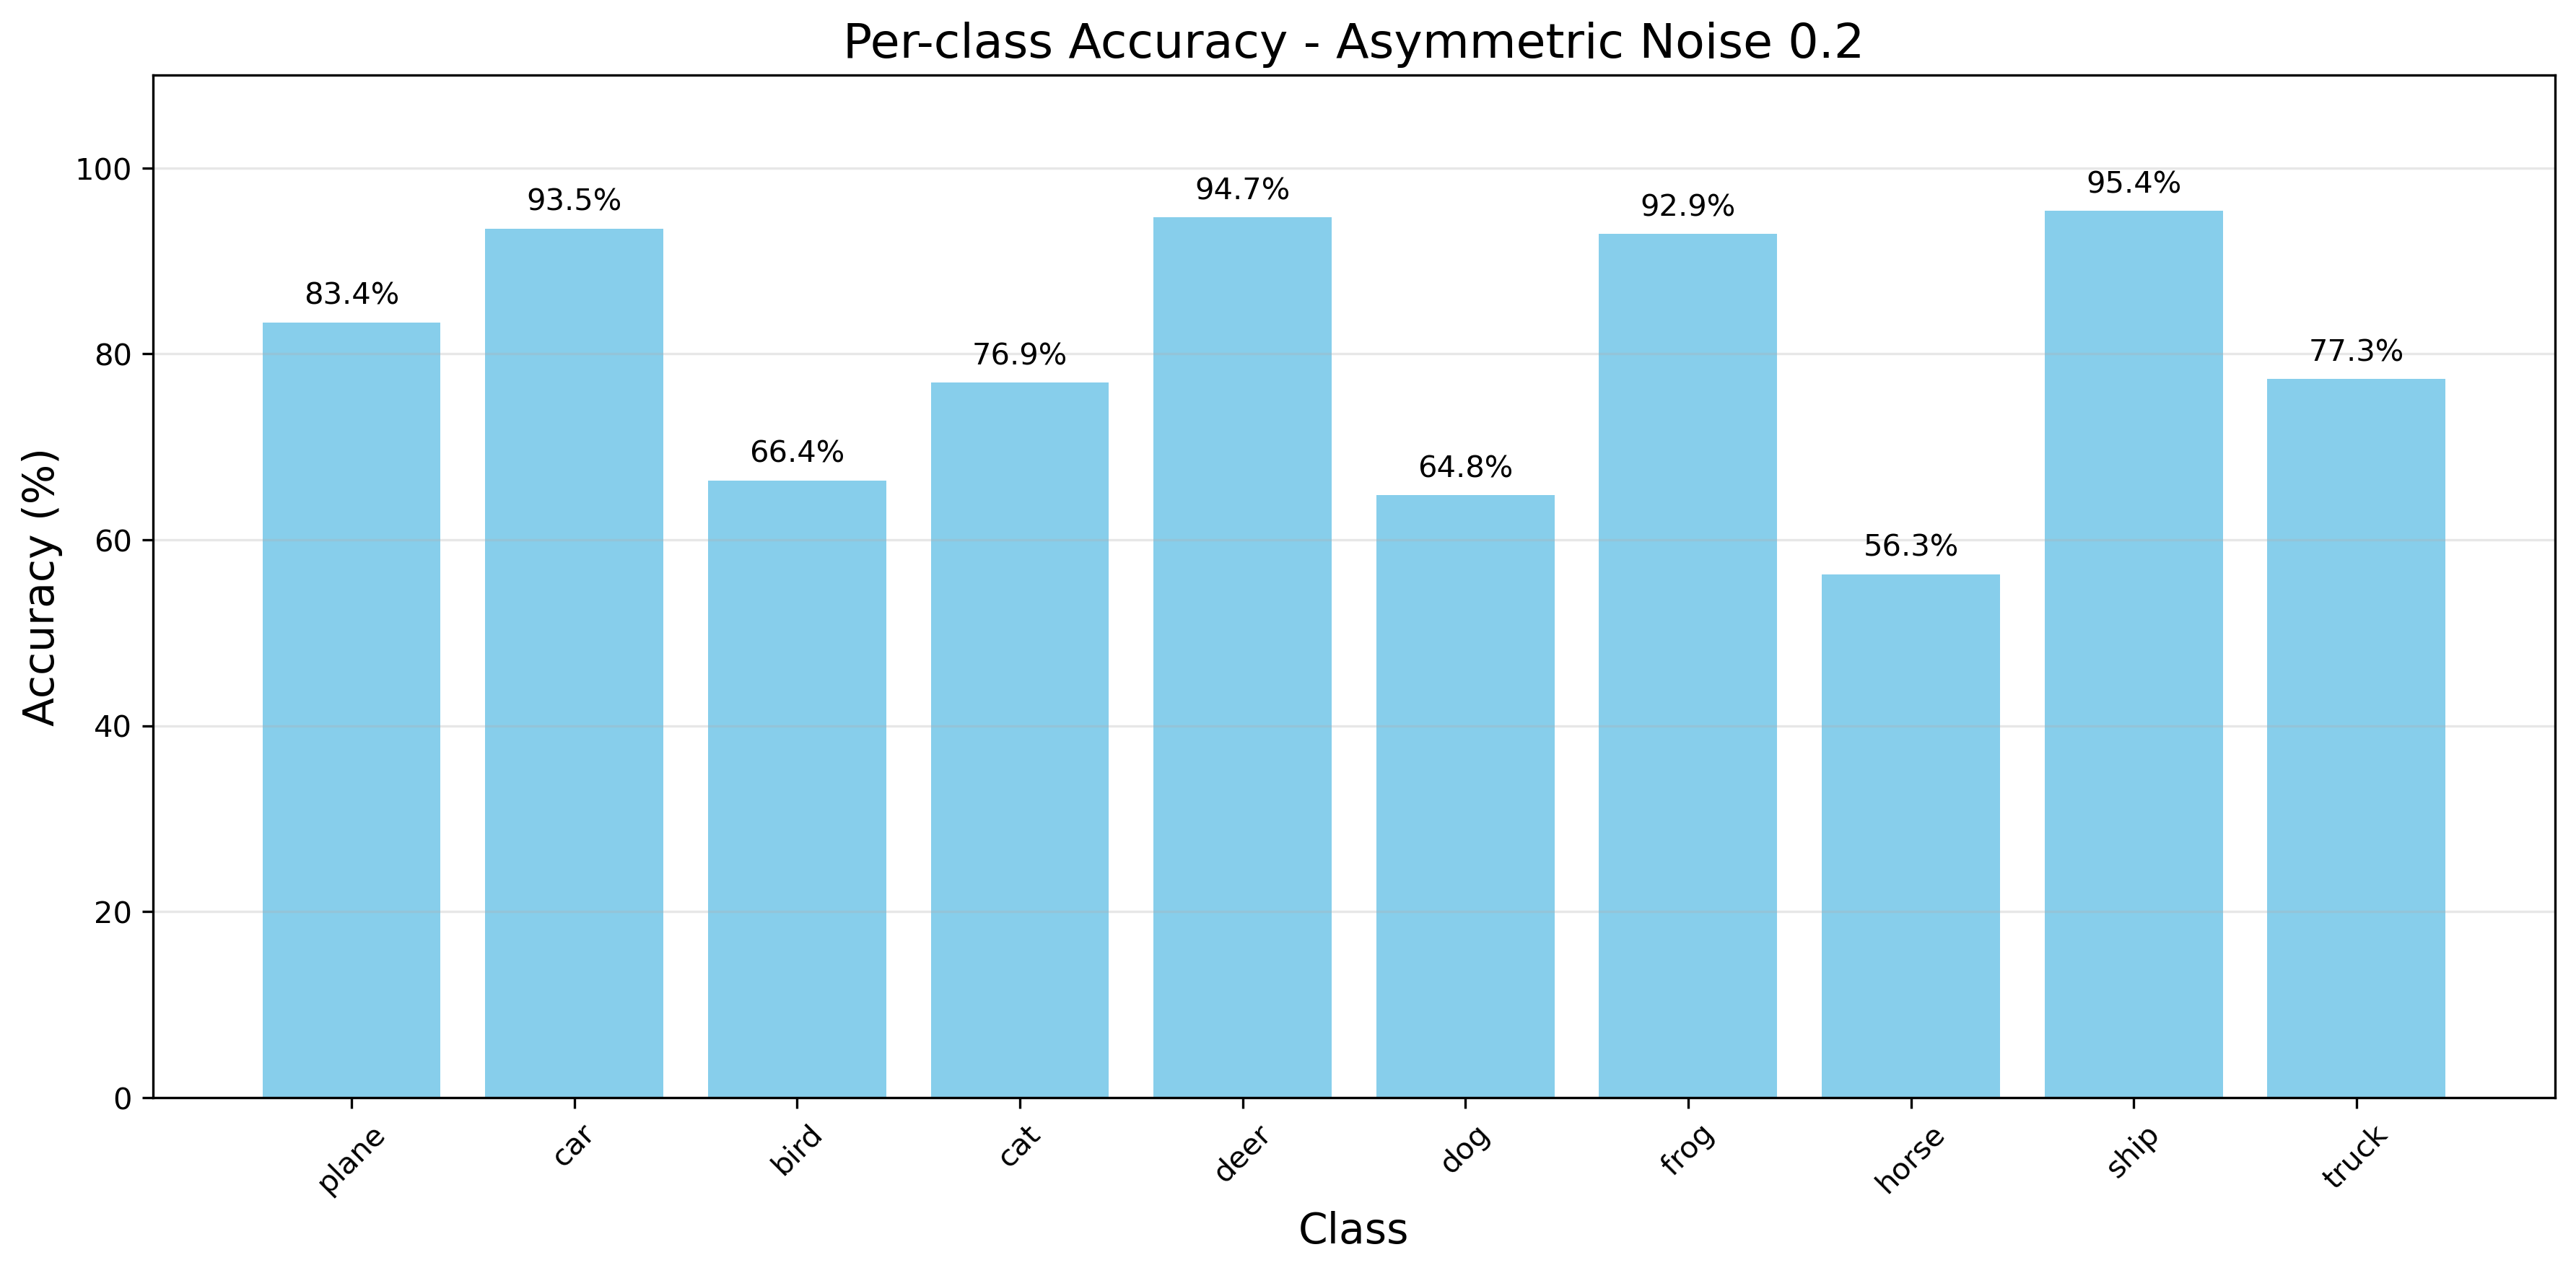 Per-class Accuracy - Asymmetric Noise 0.2
Accuracy (%)
100
80
60
40
20
0
83.4%
93.5%
66.4%
76.9%
94.7%
64.8%
92.9%
56.3%
95.4%
77.3%
plane
car
bird
cat
deer
dog
frog
horse
ship
truck
Class